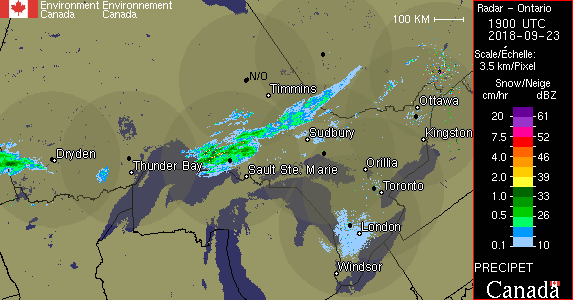 Environment Environnement
Canada Canada
100 KM
N/O
Timmins
Ottawa
Sudbury
Kingston
Dryden
Thunder Bay
Sault Ste. Marie
Orillia
Toronto
London
Windsor
Radar - Ontario
1900 UTC
2018-09-23
Scale/Échelle:
3.5 km/Pixel
Snow/Neige
cm/hr dBZ
20 61
7.5 52
4.0 46
2.0 39
1.0 33
0.5 26
0.1 10
PRECIPET
Canada